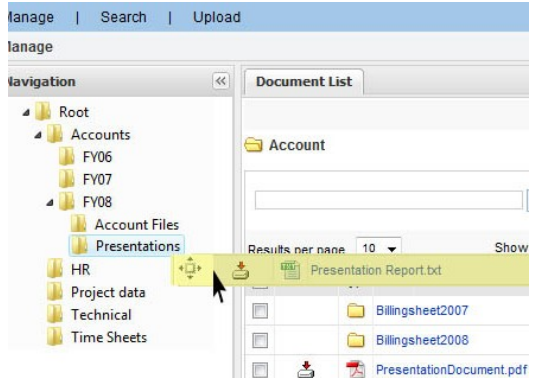 Manage | Search | Upload
Manage
Navigation
Document List
Root
Accounts
FY06
FY07
FY08
Account Files
Presentations
HR
Project data
Technical
Time Sheets
Account
Results per page 10 Show
Presentation Report.txt
Billingsheet2007
Billingsheet2008
PresentationDocument.pdf